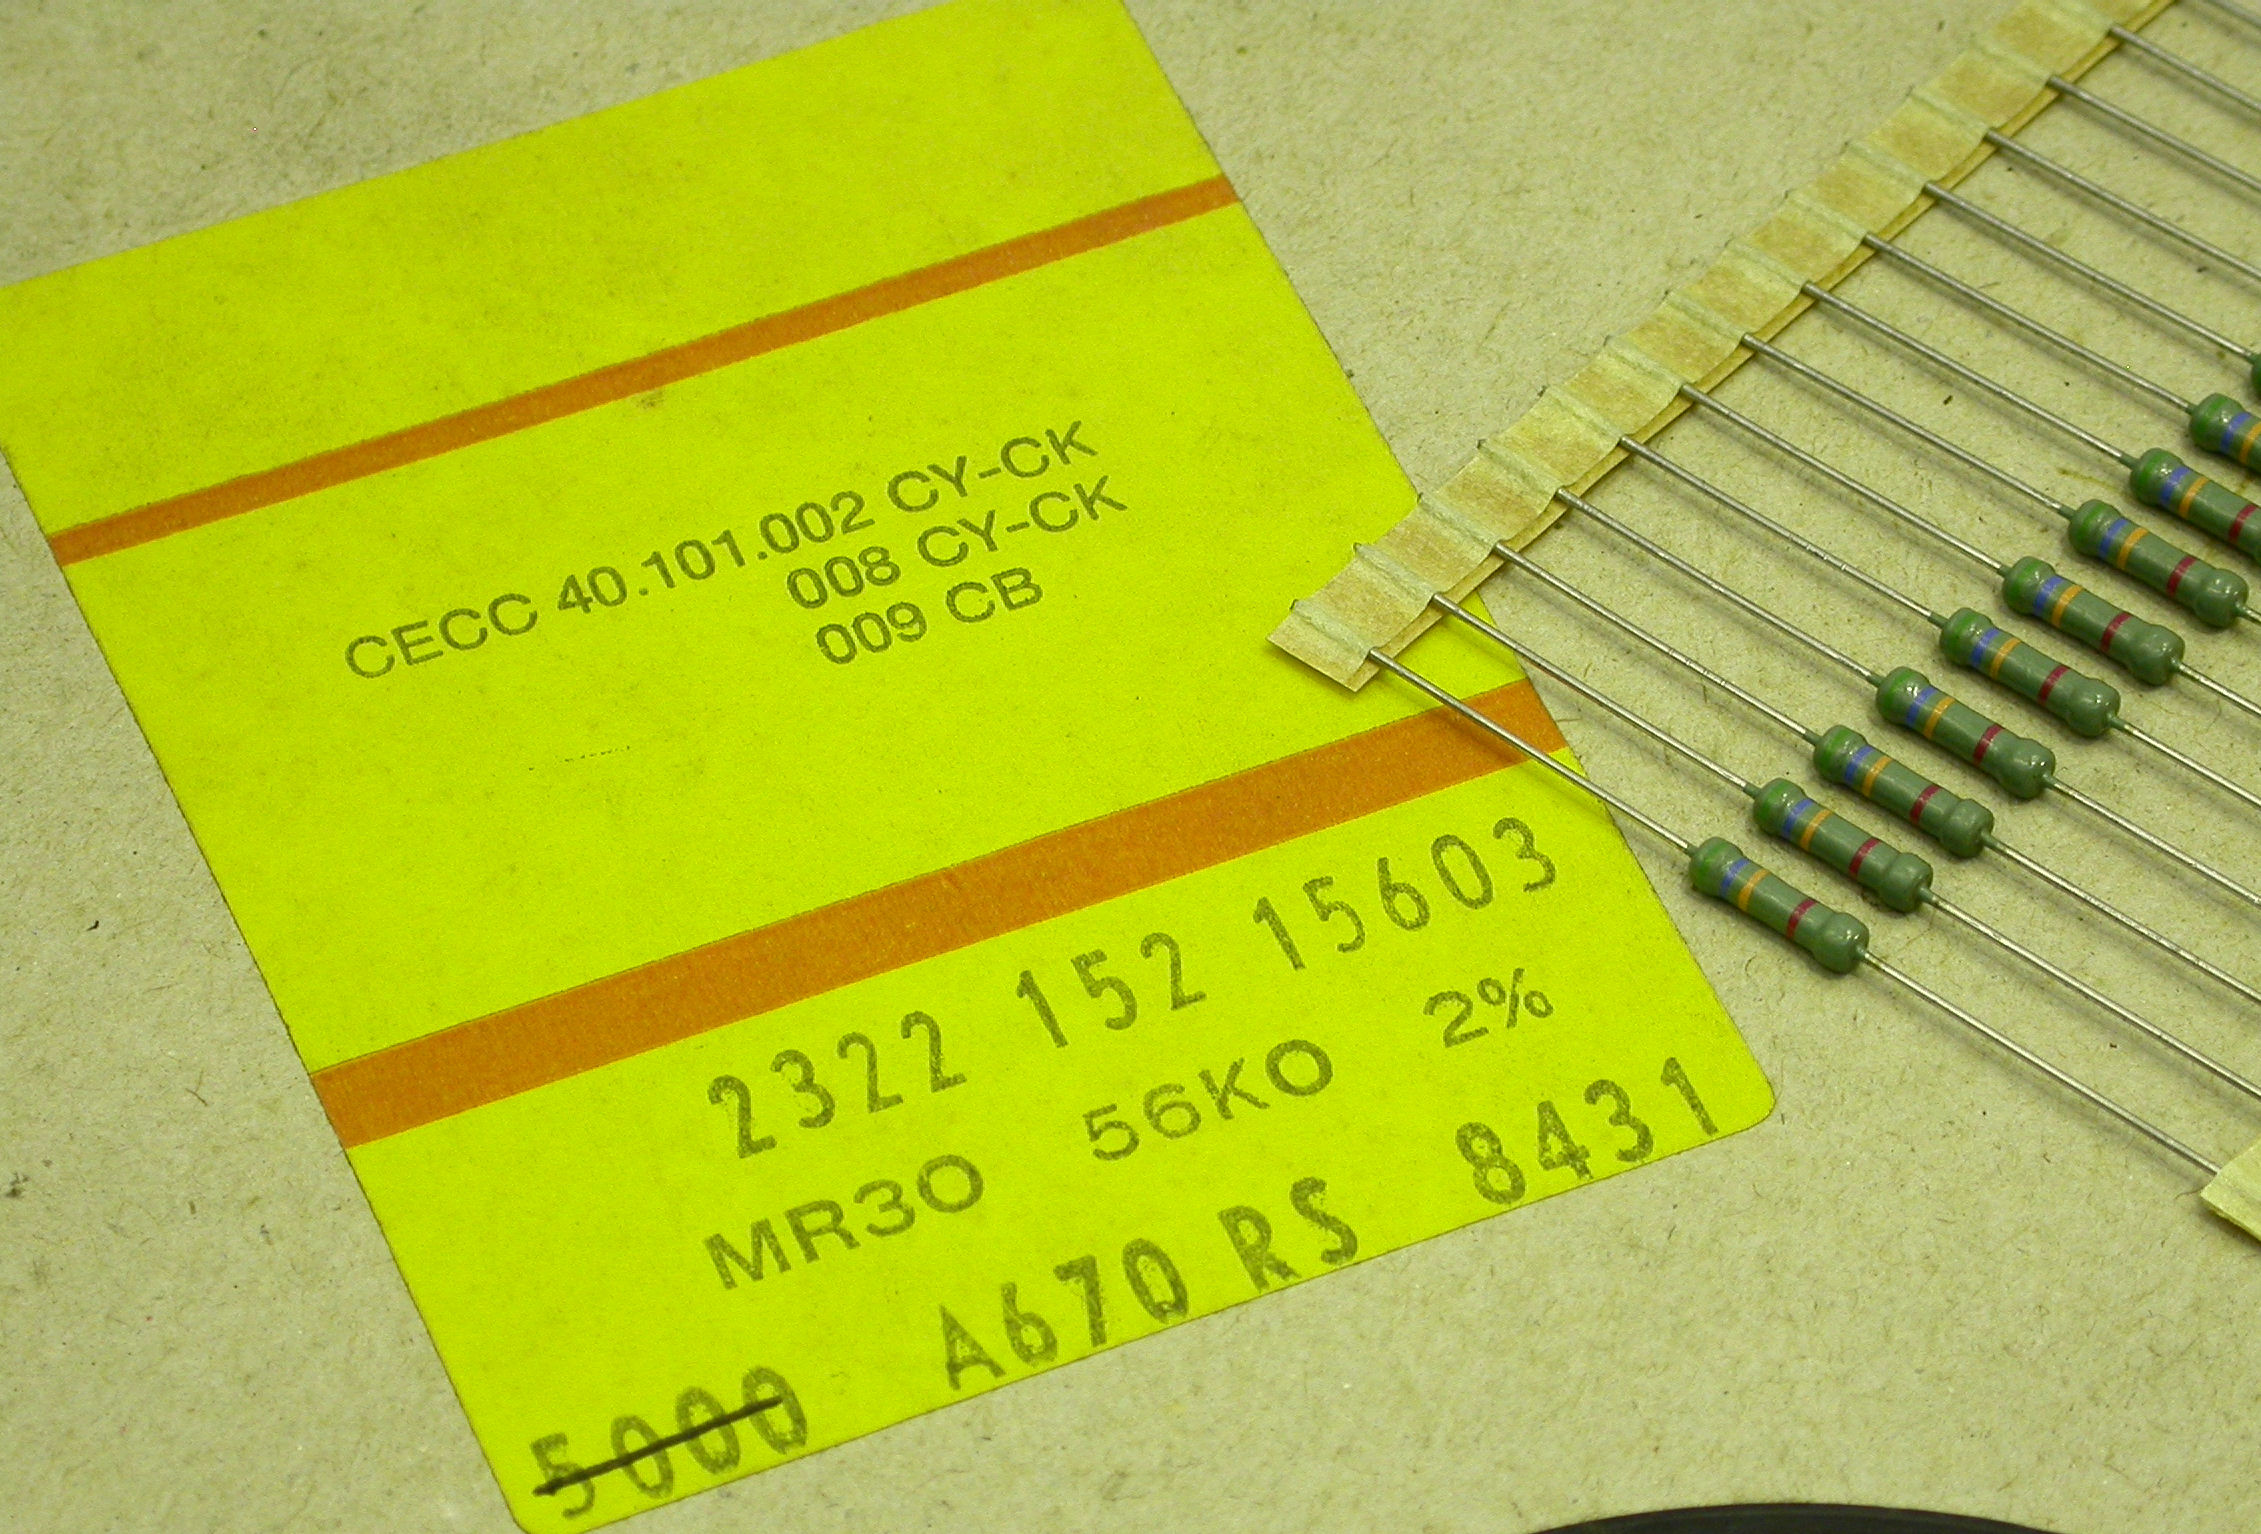 CECC 40.101.002 CY-CK
008 CY-CK
009 CB
2322 152 15603
MR30 56KO 2%
5000 A670 RS 8431